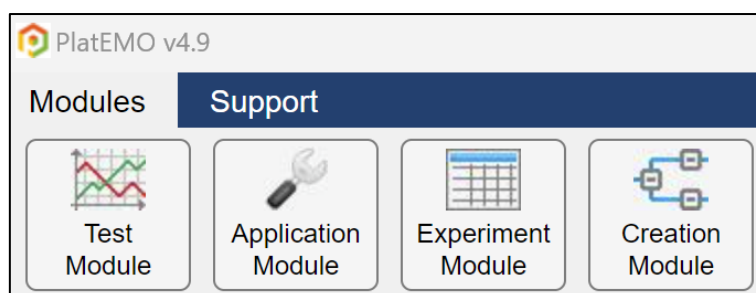 PlatEMO v4.9
Modules Support
Test Module
Application Module
Experiment Module
Creation Module